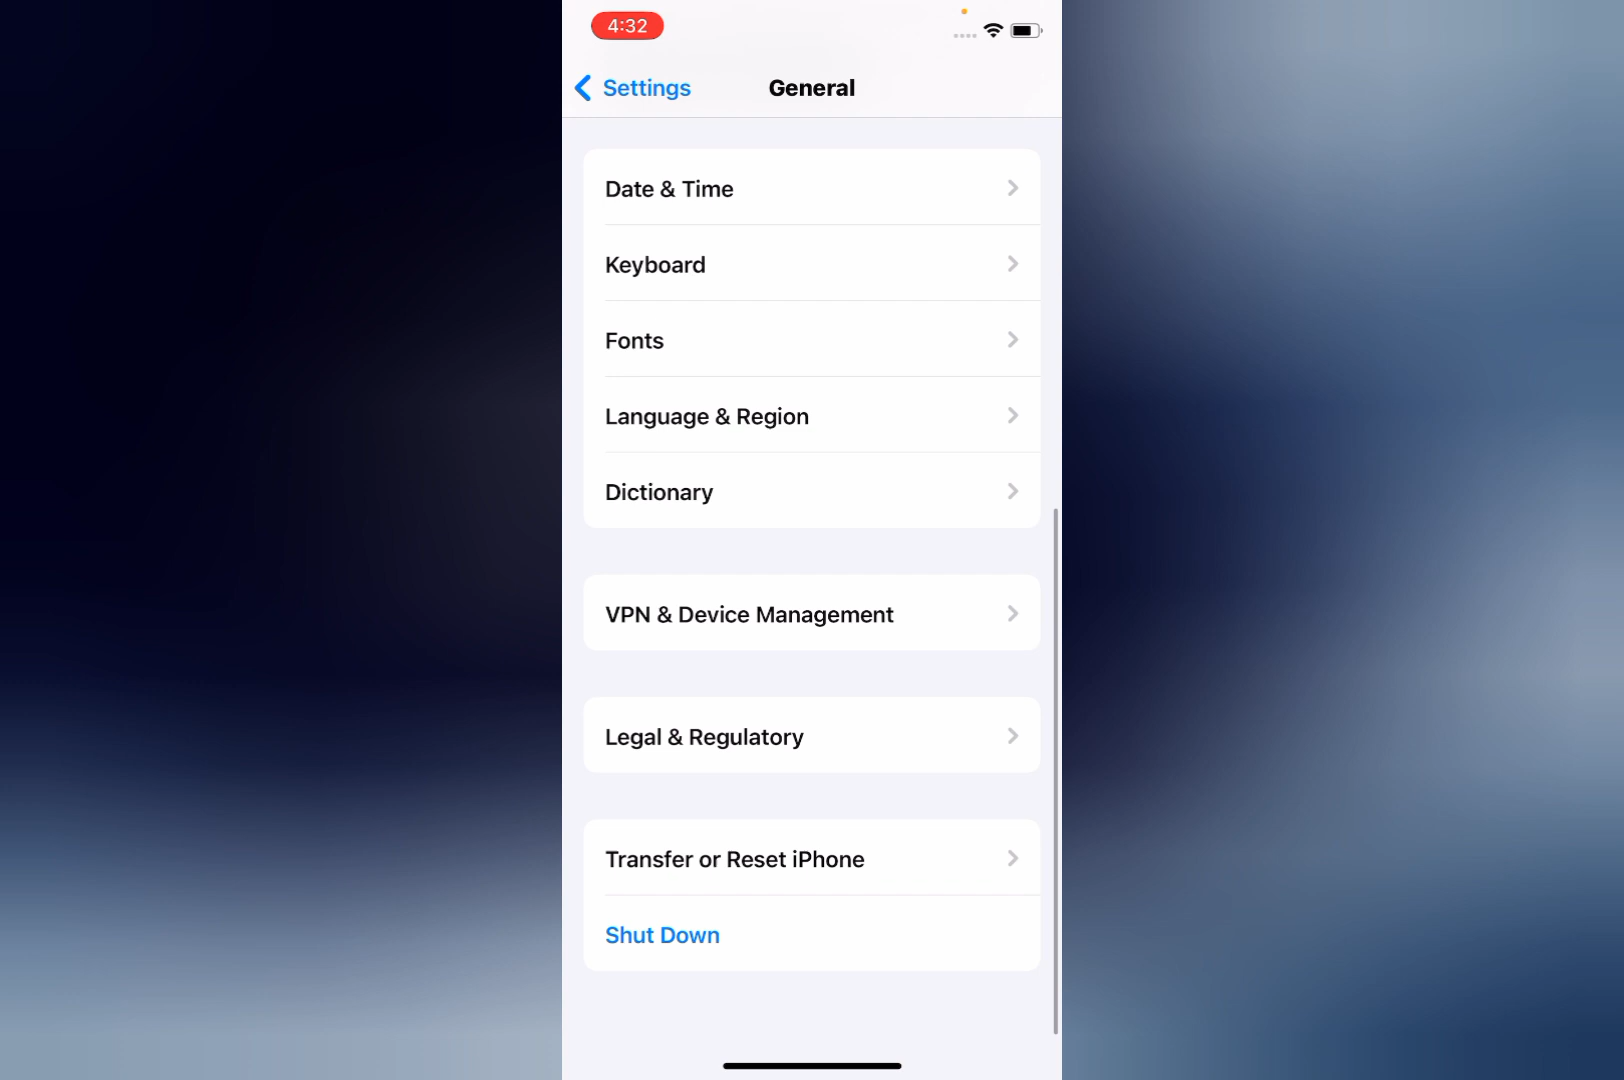 4:32
Settings
General
Date & Time
Keyboard
Fonts
Language & Region
Dictionary
VPN & Device Management
Legal & Regulatory
Transfer or Reset iPhone
Shut Down